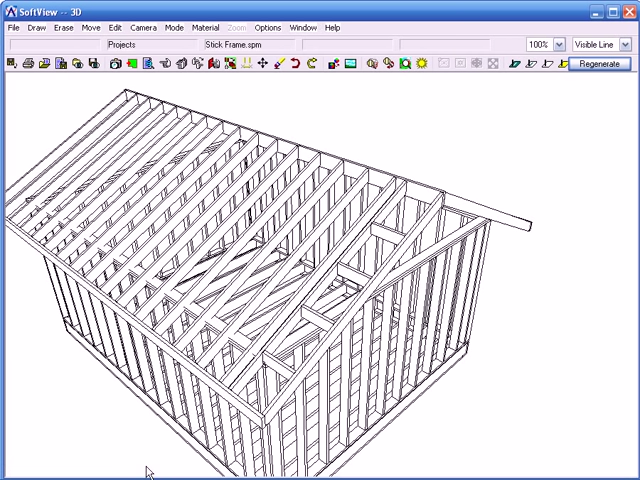 SoftView -- 3D
File Draw Erase Move Edit Camera Mode Material Zoom Options Window Help
Projects Stick Frame.spm 100% Visible Line
Regenerate